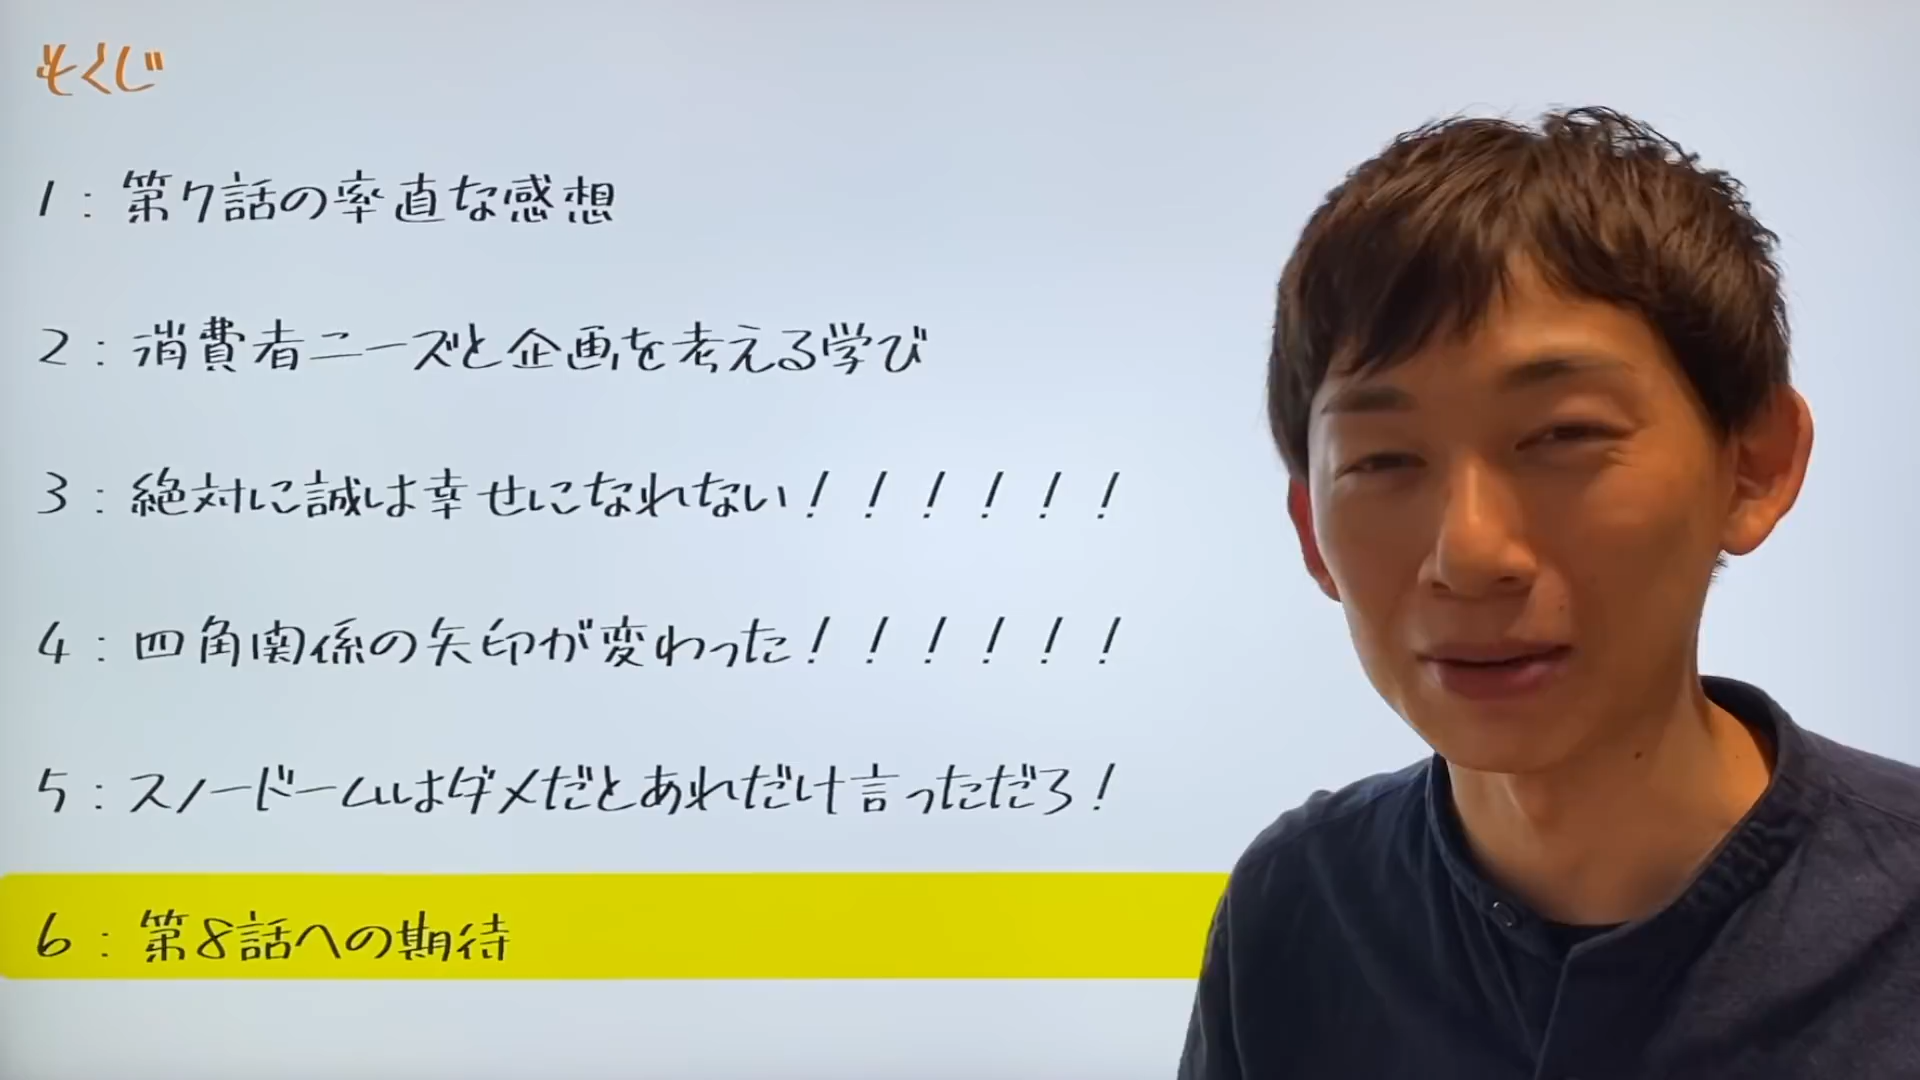 もくじ
1：第7話の率直な感想
2：消費者ニーズと企画を考える学び
3：絶対に誠は幸せになれない！！！！！！
4：四角関係の矢印が変わった！！！！！！
5：スノードームはダメだとあれだけ言っただろ！
6：第8話への期待